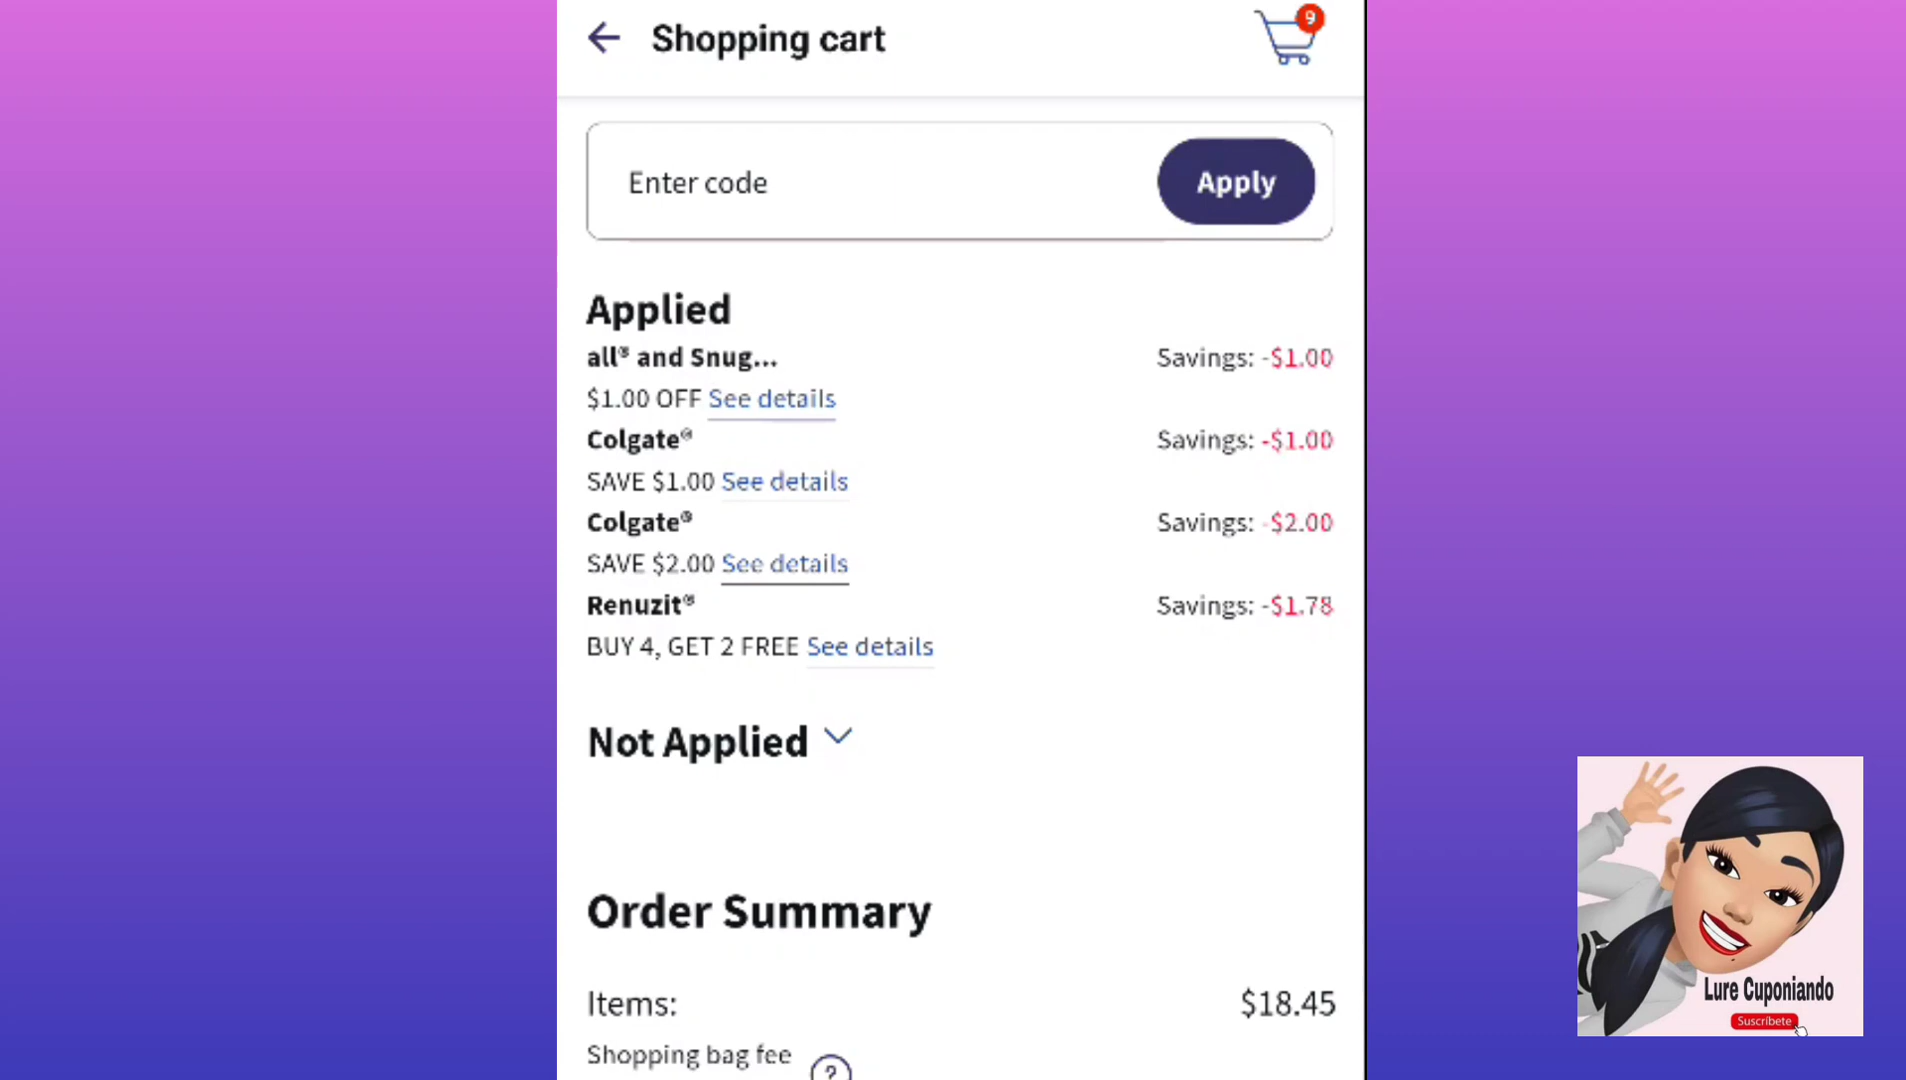 Shopping cart
9
Enter code
Apply
Applied
all® and Snug... Savings: -$1.00
$1.00 OFF See details
Colgate® Savings: -$1.00
SAVE $1.00 See details
Colgate® Savings: -$2.00
SAVE $2.00 See details
Renuzit® Savings: -$1.78
BUY 4, GET 2 FREE See details
Not Applied
Order Summary
Items: $18.45
Shopping bag fee ?
Lure Cuponiando
Suscríbete